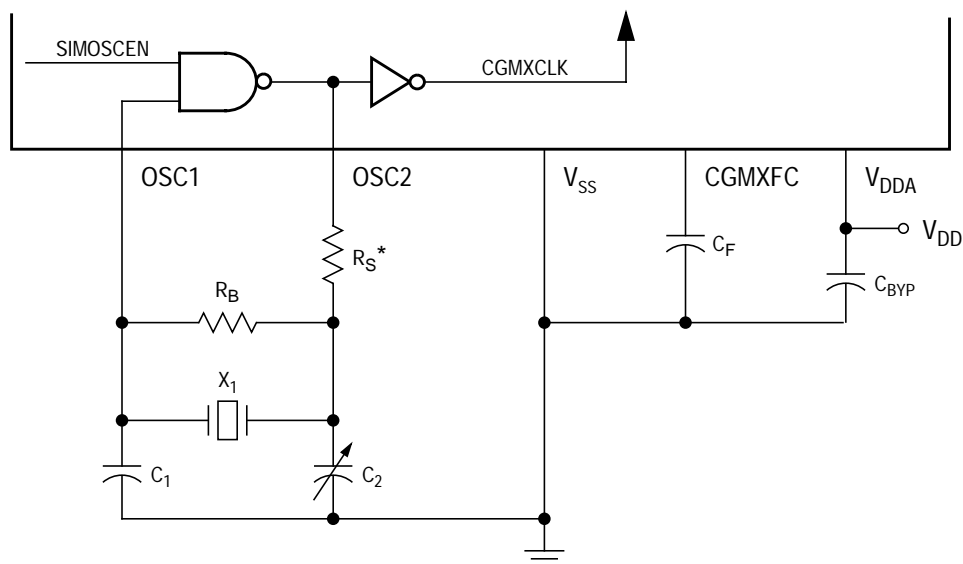 SIMOSCEN
CGMXCLK
OSC1
OSC2
VSS
CGMXFC
VDDA
RS*
CF
VDD
CBYP
RB
X1
C1
C2